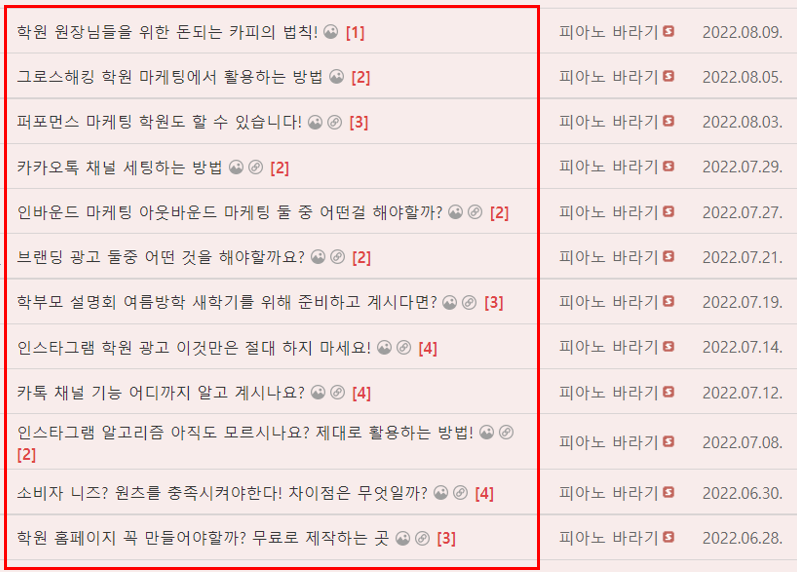 학원 원장님들을 위한 돈되는 카피의 법칙! [1] 피아노 바라기 S 2022.08.09.
그로스해킹 학원 마케팅에서 활용하는 방법 [2] 피아노 바라기 S 2022.08.05.
퍼포먼스 마케팅 학원도 할 수 있습니다! [3] 피아노 바라기 S 2022.08.03.
카카오톡 채널 세팅하는 방법 [2] 피아노 바라기 S 2022.07.29.
인바운드 마케팅 아웃바운드 마케팅 둘 중 어떤걸 해야할까? [2] 피아노 바라기 S 2022.07.27.
브랜딩 광고 둘중 어떤 것을 해야할까요? [2] 피아노 바라기 S 2022.07.21.
학부모 설명회 여름방학 새학기를 위해 준비하고 계시다면? [3] 피아노 바라기 S 2022.07.19.
인스타그램 학원 광고 이것만은 절대 하지 마세요! [4] 피아노 바라기 S 2022.07.14.
카톡 채널 기능 어디까지 알고 계시나요? [4] 피아노 바라기 S 2022.07.12.
인스타그램 알고리즘 아직도 모르시나요? 제대로 활용하는 방법!
[2] 피아노 바라기 S 2022.07.08.
소비자 니즈? 원츠를 충족시켜야한다! 차이점은 무엇일까? [4] 피아노 바라기 S 2022.06.30.
학원 홈페이지 꼭 만들어야할까? 무료로 제작하는 곳 [3] 피아노 바라기 S 2022.06.28.